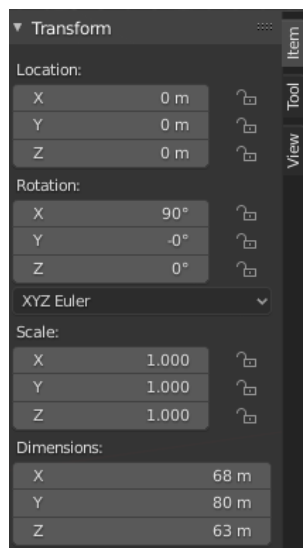 Transform
Location:
X 0 m
Y 0 m
Z 0 m
Rotation:
X 90°
Y -0°
Z 0°
XYZ Euler
Scale:
X 1.000
Y 1.000
Z 1.000
Dimensions:
X 68 m
Y 80 m
Z 63 m
Item
Tool
View